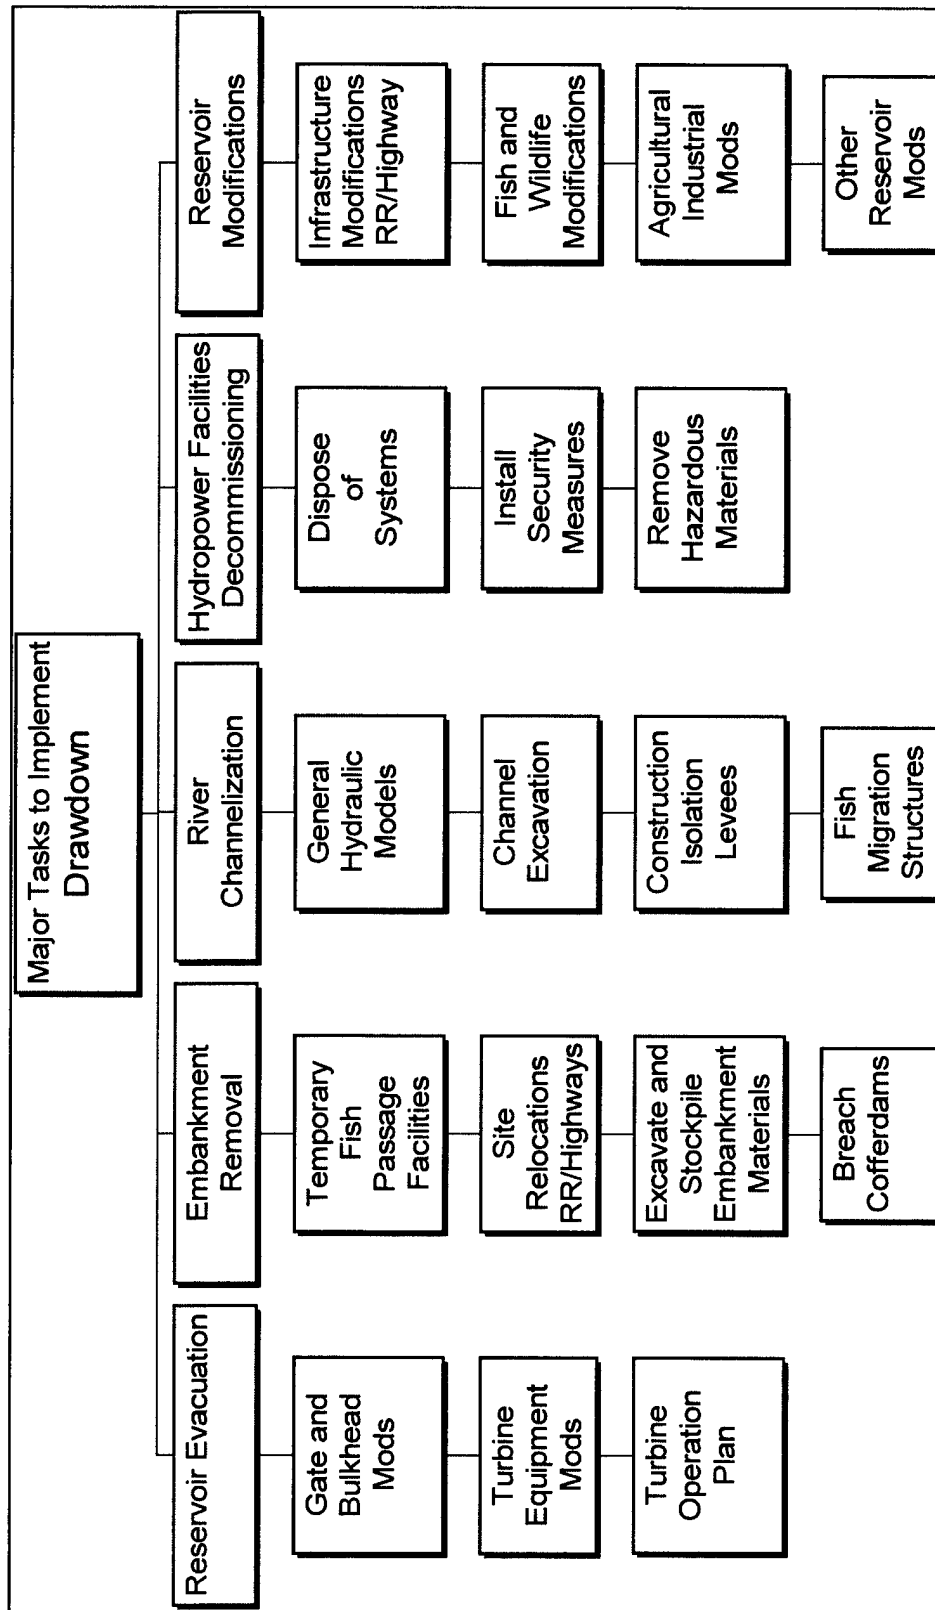 Major Tasks to Implement
Drawdown
Reservoir Evacuation
Gate and
Bulkhead
Mods
Turbine
Equipment
Mods
Turbine
Operation
Plan
Embankment
Removal
Temporary
Fish
Passage
Facilities
Site
Relocations
RR/Highways
Excavate and
Stockpile
Embankment
Materials
Breach
Cofferdams
River
Channelization
General
Hydraulic
Models
Channel
Excavation
Construction
Isolation
Levees
Fish
Migration
Structures
Hydropower Facilities
Decommissioning
Dispose
of
Systems
Install
Security
Measures
Remove
Hazardous
Materials
Reservoir
Modifications
Infrastructure
Modifications
RR/Highway
Fish and
Wildlife
Modifications
Agricultural
Industrial
Mods
Other
Reservoir
Mods